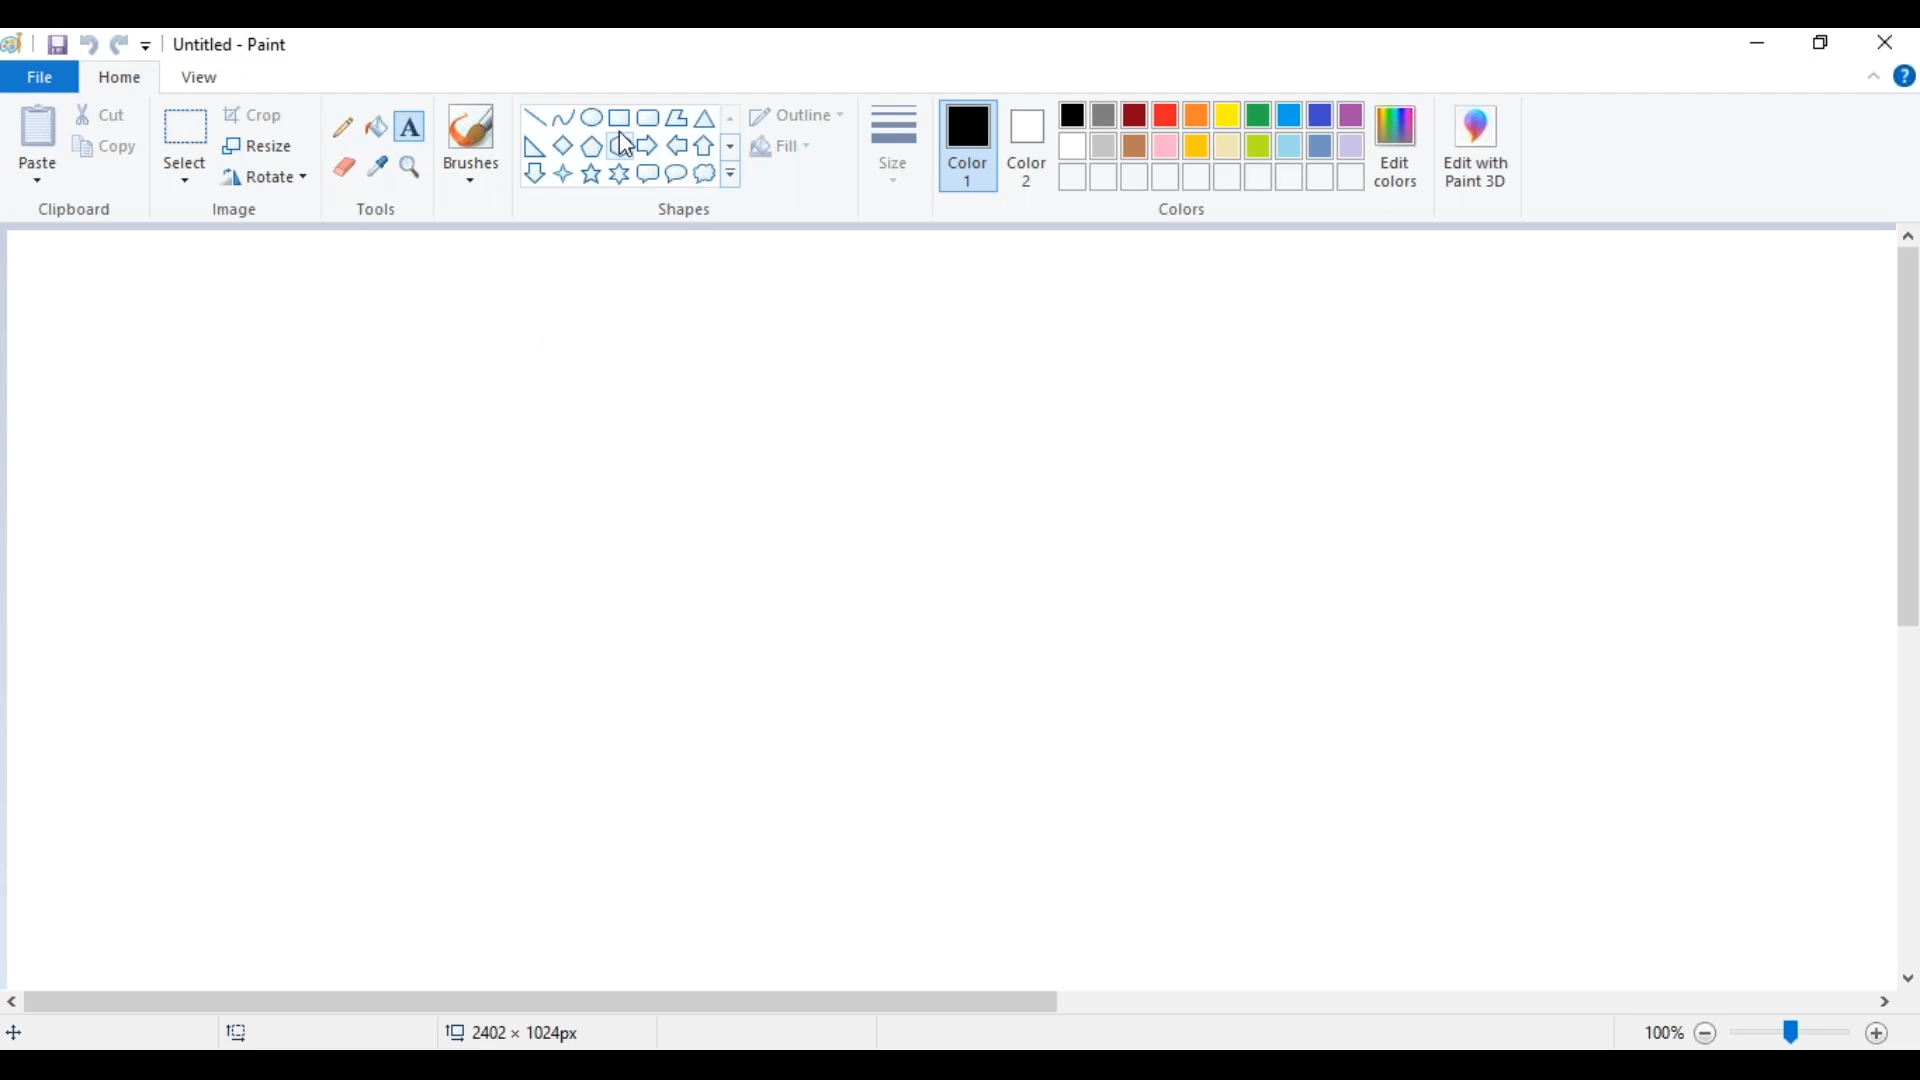 Untitled - Paint
File Home View
Paste Cut Copy Clipboard
Select Crop Resize Rotate Image
A Tools
Brushes
Shapes Outline Fill
Size
Color 1 Color 2 Edit colors Colors
Edit with Paint 3D
2402 × 1024px 100%